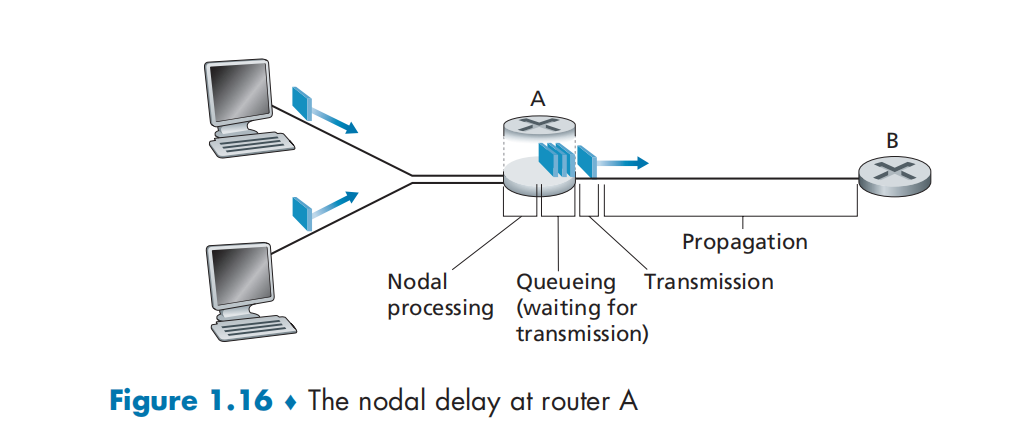 A
B
Propagation
Nodal
processing
Queueing
(waiting for
transmission)
Transmission
Figure 1.16 ♦ The nodal delay at router A